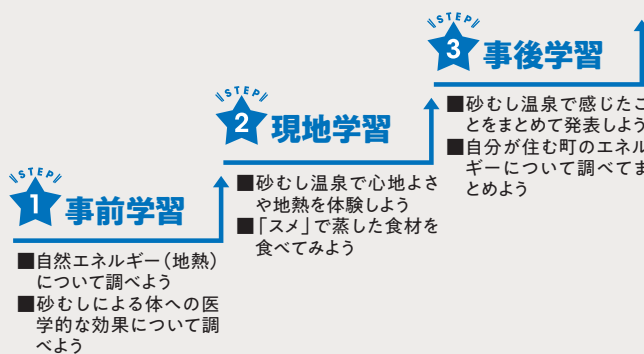 STEP
1 事前学習
■自然エネルギー（地熱）
について調べよう
■砂むしによる体への医
学的な効果について調
べよう
STEP
2 現地学習
■砂むし温泉で心地よさ
や地熱を体験しよう
■「スメ」で蒸した食材を
食べてみよう
STEP
3 事後学習
■砂むし温泉で感じたこ
とをまとめて発表しよう
■自分が住む町のエネル
ギーについて調べてま
とめよう